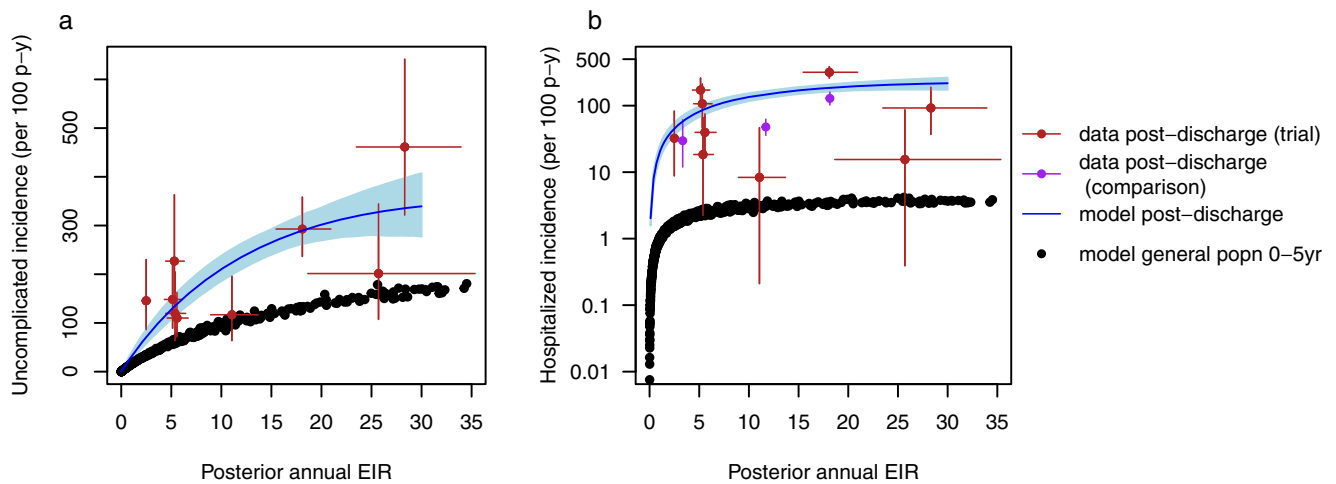 a
Uncomplicated incidence (per 100 p−y)
0
100
300
500
0 5 10 15 20 25 30 35
Posterior annual EIR
b
Hospitalized incidence (per 100 p−y)
0.01
0.1
1
10
100
500
0 5 10 15 20 25 30 35
Posterior annual EIR
data post−discharge (trial)
data post−discharge
(comparison)
model post−discharge
model general popn 0−5yr